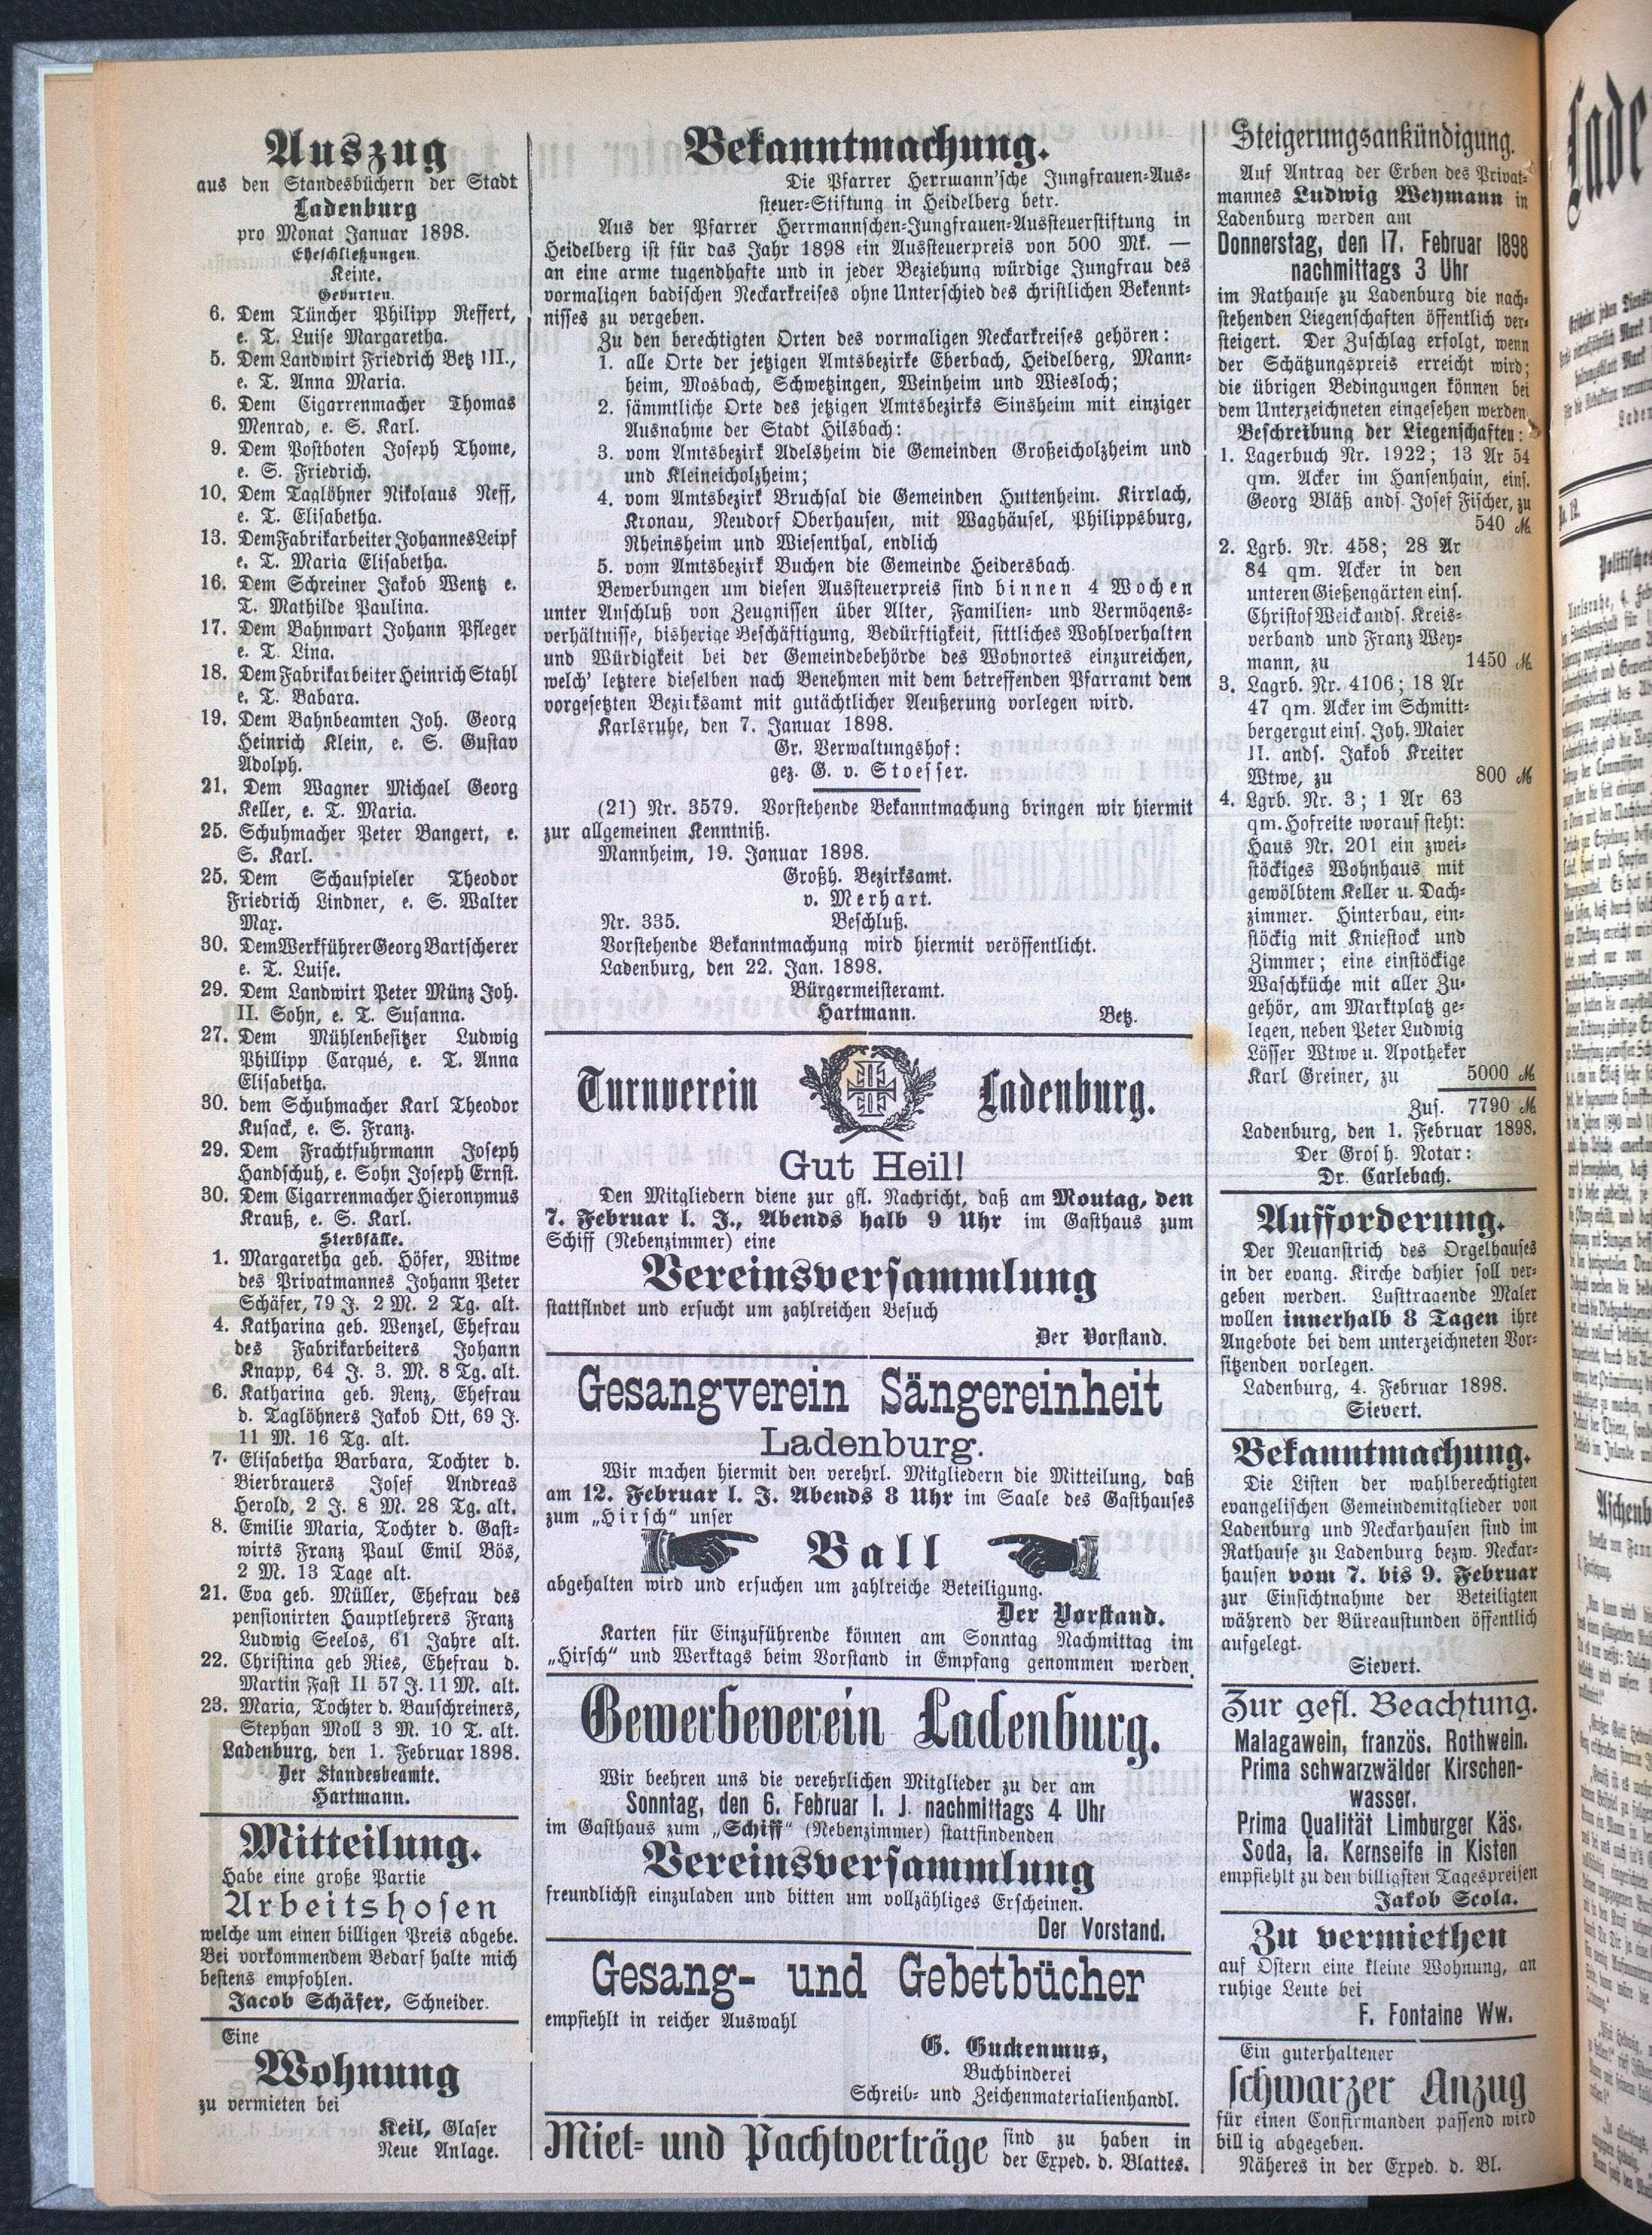 Auszug
aus den Standesbüchern der Stadt
Ladenburg
pro Monat Januar 1898.
Eheschließungen.
Keine.
Geburten.
6. Dem Tüncher Philipp Neffert,
e. T. Luise Margaretha.
5. Dem Landwirt Friedrich Betz III.,
e. T. Anna Maria.
6. Dem Cigarrenmacher Thomas
Menrad, e. S. Karl.
9. Dem Postboten Joseph Thome,
e. S. Friedrich.
10. Dem Taglöhner Nikolaus Neff,
e. T. Elisabetha.
13. Dem Fabrikarbeiter Johannes Leipf
e. T. Maria Elisabetha.
16. Dem Schreiner Jakob Wentz e.
T. Mathilde Paulina.
17. Dem Bahnwart Johann Pfleger
e. T. Lina.
18. Dem Fabrikarbeiter Heinrich Stahl
e. T. Babara.
19. Dem Bahnbeamten Joh. Georg
Heinrich Klein, e. S. Gustav
Adolph.
21. Dem Wagner Michael Georg
Keller, e. T. Maria.
25. Schuhmacher Peter Bangert, e.
S. Karl.
25. Dem Schauspieler Theodor
Friedrich Lindner, e. S. Walter
Max.
30. Dem Werkführer Georg Bartscherer
e. T. Luise.
29. Dem Landwirt Peter Münz Joh.
II. Sohn, e. T. Susanna.
27. Dem Mühlenbesitzer Ludwig
Phillipp Carqué, e. T. Anna
Elisabetha.
30. dem Schuhmacher Karl Theodor
Kusack, e. S. Franz.
29. Dem Frachtfuhrmann Joseph
Handschuh, e. Sohn Joseph Ernst.
30. Dem Cigarrenmacher Hieronymus
Krauß, e. S. Karl.
Sterbfälle.
1. Margaretha geb. Höfer, Witwe
des Privatmannes Johann Peter
Schäfer, 79 J. 2 M. 2 Tg. alt.
4. Katharina geb. Wenzel, Ehefrau
des Fabrikarbeiters Johann
Knapp, 64 J. 3. M. 8 Tg. alt.
6. Katharina geb. Renz, Ehefrau
d. Taglöhners Jakob Ott, 69 J.
11 M. 16 Tg. alt.
7. Elisabetha Barbara, Tochter d.
Bierbrauers Josef Andreas
Herold, 2 J. 8 M. 28 Tg. alt.
8. Emilie Maria, Tochter d. Gast-
wirts Franz Paul Emil Bös,
2 M. 13 Tage alt.
21. Eva geb. Müller, Ehefrau des
pensionirten Hauptlehrers Franz
Ludwig Seelos, 61 Jahre alt.
22. Christina geb Ries, Ehefrau d.
Martin Fast II 57 J. 11 M. alt.
23. Maria, Tochter d. Bauschreiners,
Stephan Moll 3 M. 10 T. alt.
Ladenburg, den 1. Februar 1898.
Der Standesbeamte.
Hartmann.
Mitteilung.
Habe eine große Partie
Arbeitshosen
welche um einen billigen Preis abgebe.
Bei vorkommendem Bedarf halte mich
bestens empfohlen.
Jacob Schäfer, Schneider.
Eine
Wohnung
zu vermieten bei
Keil, Glaser
Neue Anlage.
Bekanntmachung.
Die Pfarrer Herrmann'sche Jungfrauen-Aus-
steuer-Stiftung in Heidelberg betr.
Aus der Pfarrer Herrmannschen-Jungfrauen-Aussteuerstiftung in
Heidelberg ist für das Jahr 1898 ein Aussteuerpreis von 500 Mk. —
an eine arme tugendhafte und in jeder Beziehung würdige Jungfrau des
vormaligen badischen Neckarkreises ohne Unterschied des christlichen Bekennt-
nisses zu vergeben.
Zu den berechtigten Orten des vormaligen Neckarkreises gehören:
1. alle Orte der jetzigen Amtsbezirke Eberbach, Heidelberg, Mann-
heim, Mosbach, Schwetzingen, Weinheim und Wiesloch;
2. sämmtliche Orte des jetzigen Amtsbezirks Sinsheim mit einziger
Ausnahme der Stadt Hilsbach:
3. vom Amtsbezirk Adelsheim die Gemeinden Großeicholzheim und
und Kleineicholzheim;
4. vom Amtsbezirk Bruchsal die Gemeinden Huttenheim. Kirrlach,
Kronau, Neudorf Oberhausen, mit Waghäusel, Philippsburg,
Rheinsheim und Wiesenthal, endlich
5. vom Amtsbezirk Buchen die Gemeinde Heidersbach.
Bewerbungen um diesen Aussteuerpreis sind binnen 4 Wochen
unter Anschluß von Zeugnissen über Alter, Familien- und Vermögens-
verhältnisse, bisherige Beschäftigung, Bedürftigkeit, sittliches Wohlverhalten
und Würdigkeit bei der Gemeindebehörde des Wohnortes einzureichen,
welch' letztere dieselben nach Benehmen mit dem betreffenden Pfarramt dem
vorgesetzten Bezirksamt mit gutächtlicher Aeußerung vorlegen wird.
Karlsruhe, den 7. Januar 1898.
Gr. Verwaltungshof:
gez. G. v. Stoesser.
(21) Nr. 3579. Vorstehende Bekanntmachung bringen wir hiermit
zur allgemeinen Kenntniß.
Mannheim, 19. Januar 1898.
Großh. Bezirksamt.
v. Merhart.
Nr. 335. Beschluß.
Vorstehende Bekanntmachung wird hiermit veröffentlicht.
Ladenburg, den 22. Jan. 1898.
Bürgermeisteramt.
Hartmann. Betz.
Turnverein Ladenburg.
Gut Heil!
Den Mitgliedern diene zur gfl. Nachricht, daß am Montag, den
7. Februar l. J., Abends halb 9 Uhr im Gasthaus zum
Schiff (Nebenzimmer) eine
Vereinsversammlung
stattfindet und ersucht um zahlreichen Besuch
Der Vorstand.
Gesangverein Sängereinheit
Ladenburg.
Wir machen hiermit den verehrl. Mitgliedern die Mitteilung, daß
am 12. Februar l. J. Abends 8 Uhr im Saale des Gasthauses
zum „Hirsch“ unser
Ball
abgehalten wird und ersuchen um zahlreiche Beteiligung.
Der Vorstand.
Karten für Einzuführende können am Sonntag Nachmittag im
„Hirsch“ und Werktags beim Vorstand in Empfang genommen werden.
Gewerbeverein Ladenburg.
Wir beehren uns die verehrlichen Mitglieder zu der am
Sonntag, den 6. Februar l. J. nachmittags 4 Uhr
im Gasthaus zum „Schiff“ (Nebenzimmer) stattfindenden
Vereinsversammlung
freundlichst einzuladen und bitten um vollzähliges Erscheinen.
Der Vorstand.
Gesang- und Gebetbücher
empfiehlt in reicher Auswahl
G. Guckenmus,
Buchbinderei
Schreib- und Zeichenmaterialienhandl.
Miet- und Pachtverträge sind zu haben in
der Exped. d. Blattes.
Steigerungsankündigung.
Auf Antrag der Erben des Privat-
mannes Ludwig Weymann in
Ladenburg werden am
Donnerstag, den 17. Februar 1898
nachmittags 3 Uhr
im Rathause zu Ladenburg die nach-
stehenden Liegenschaften öffentlich ver-
steigert. Der Zuschlag erfolgt, wenn
der Schätzungspreis erreicht wird;
die übrigen Bedingungen können bei
dem Unterzeichneten eingesehen werden.
Beschreibung der Liegenschaften:
1. Lagerbuch Nr. 1922; 13 Ar 54
qm. Acker im Hansenhain, eins.
Georg Bläß ands. Josef Fischer, zu
540 M.
2. Lgrb. Nr. 458; 28 Ar
84 qm. Acker in den
unteren Gießengärten eins.
Christof Weick ands. Kreis-
verband und Franz Wey-
mann, zu 1450 M.
3. Lagrb. Nr. 4106; 18 Ar
47 qm. Acker im Schmitt-
bergergut eins. Joh. Maier
II. ands. Jakob Kreiter
Wtwe, zu 800 M
4. Lgrb. Nr. 3; 1 Ar 63
qm. Hofreite worauf steht:
Haus Nr. 201 ein zwei-
stöckiges Wohnhaus mit
gewölbtem Keller u. Dach-
zimmer. Hinterbau, ein-
stöckig mit Kniestock und
Zimmer; eine einstöckige
Waschküche mit aller Zu-
gehör, am Marktplatz ge-
legen, neben Peter Ludwig
Lösser Wtwe u. Apotheker
Karl Greiner, zu 5000 M.
Zus. 7790 M.
Ladenburg, den 1. Februar 1898.
Der Grosh. Notar:
Dr. Carlebach.
Aufforderung.
Der Neuanstrich des Orgelhauses
in der evang. Kirche dahier soll ver-
geben werden. Lusttragende Maler
wollen innerhalb 8 Tagen ihre
Angebote bei dem unterzeichneten Vor-
sitzenden vorlegen.
Ladenburg, 4. Februar 1898.
Sievert.
Bekanntmachung.
Die Listen der wahlberechtigten
evangelischen Gemeindemitglieder von
Ladenburg und Neckarhausen sind im
Rathause zu Ladenburg bezw. Neckar-
hausen vom 7. bis 9. Februar
zur Einsichtnahme der Beteiligten
während der Büreaustunden öffentlich
aufgelegt.
Sievert.
Zur gefl. Beachtung.
Malagawein, französ. Rothwein.
Prima schwarzwälder Kirschen-
wasser.
Prima Qualität Limburger Käs.
Soda, Ia. Kernseife in Kisten
empfiehlt zu den billigsten Tagespreisen
Jakob Scola.
Zu vermiethen
auf Ostern eine kleine Wohnung, an
ruhige Leute bei
F. Fontaine Ww.
Ein guterhaltener
schwarzer Anzug
für einen Confirmanden passend wird
billig abgegeben.
Näheres in der Exped. d. Bl.